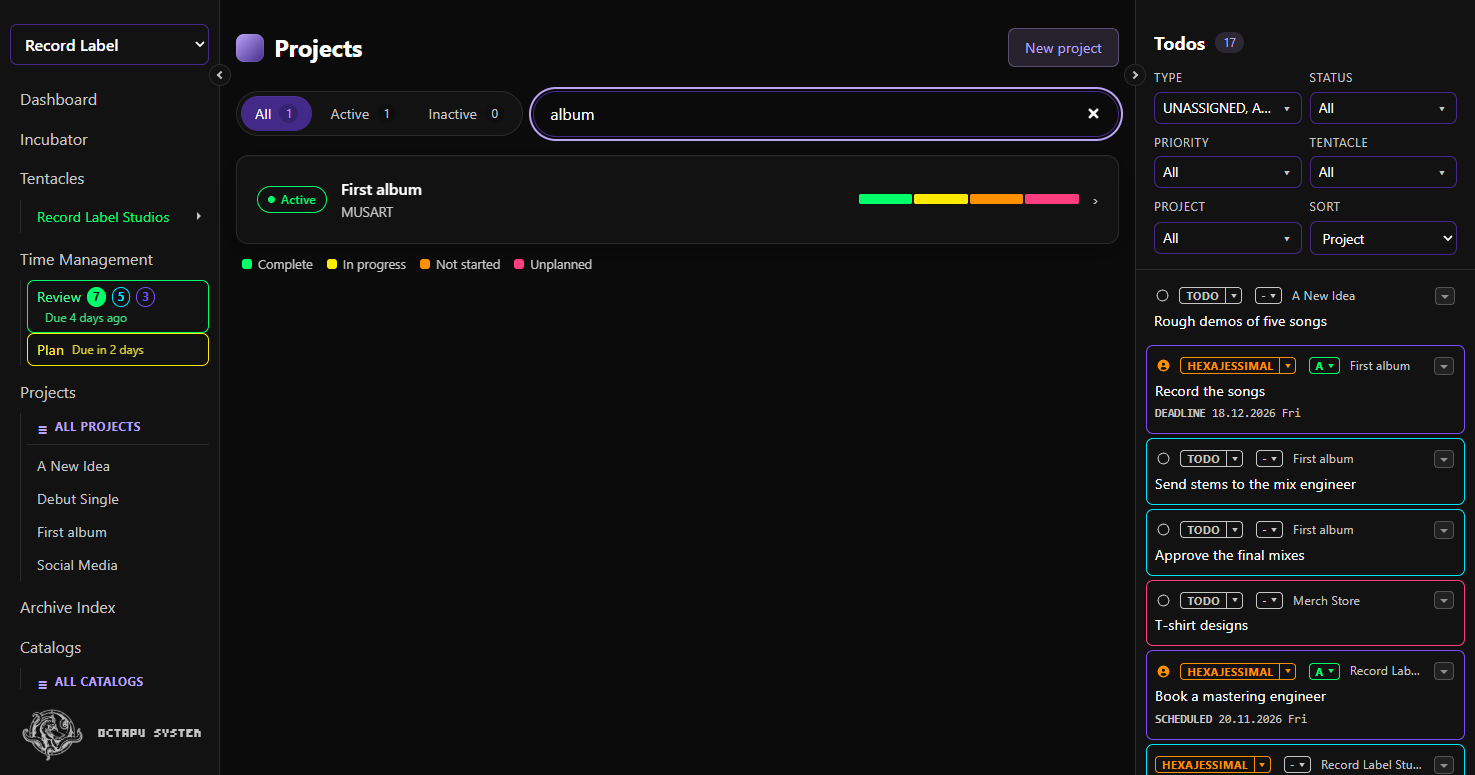 Record Label
Dashboard
Incubator
Tentacles
Record Label Studios
Time Management
Review 7 5 3
Due 4 days ago
Plan Due in 2 days
Projects
ALL PROJECTS
A New Idea
Debut Single
First album
Social Media
Archive Index
Catalogs
ALL CATALOGS
OCTAPU SYSTEM
Projects
New project
All 1 Active 1 Inactive 0
album
Active
First album
MUSART
Complete In progress Not started Unplanned
Todos 17
TYPE STATUS
UNASSIGNED, A... All
PRIORITY TENTACLE
All All
PROJECT SORT
All Project
TODO - A New Idea
Rough demos of five songs
HEXAJESSIMAL A First album
Record the songs
DEADLINE 18.12.2026 Fri
TODO - First album
Send stems to the mix engineer
TODO - First album
Approve the final mixes
TODO - Merch Store
T-shirt designs
HEXAJESSIMAL A Record Lab...
Book a mastering engineer
SCHEDULED 20.11.2026 Fri
HEXAJESSIMAL - Record Label Stu...